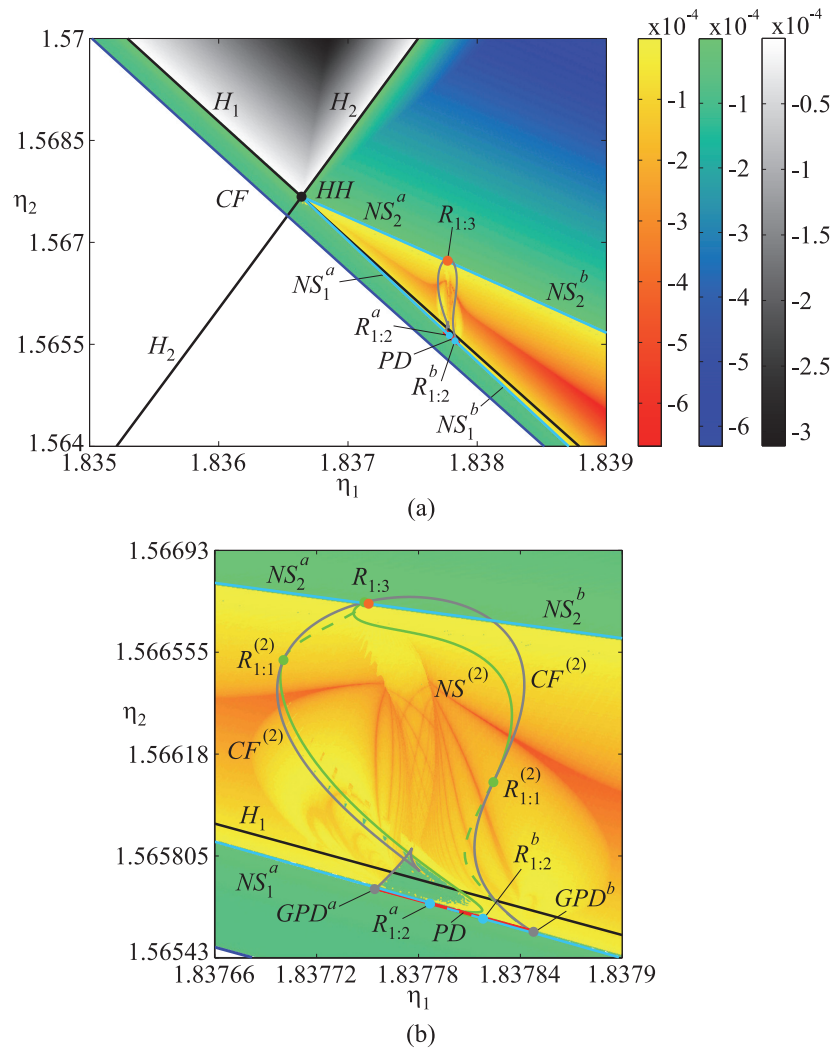 x10⁻⁴ x10⁻⁴ x10⁻⁴
1.57
1.5685
η₂
1.567
1.5655
1.564
H₁
H₂
CF
HH
NS₂ᵃ
R₁:₃
NS₁ᵃ
NS₂ᵇ
R₁:₂ᵃ
PD
R₁:₂ᵇ
H₂
NS₁ᵇ
1.835 1.836 1.837 1.838 1.839
η₁
-1
-2
-3
-4
-5
-6
-1
-2
-3
-4
-5
-6
-0.5
-1
-1.5
-2
-2.5
-3
(a)
1.56693
1.566555
η₂
1.56618
1.565805
1.56543
NS₂ᵃ
R₁:₃
NS₂ᵇ
R₁:₁⁽²⁾
NS⁽²⁾
CF⁽²⁾
CF⁽²⁾
R₁:₁⁽²⁾
H₁
R₁:₂ᵇ
NS₁ᵃ
GPDᵃ
GPDᵇ
R₁:₂ᵃ
PD
1.83766 1.83772 1.83778 1.83784 1.8379
η₁
(b)